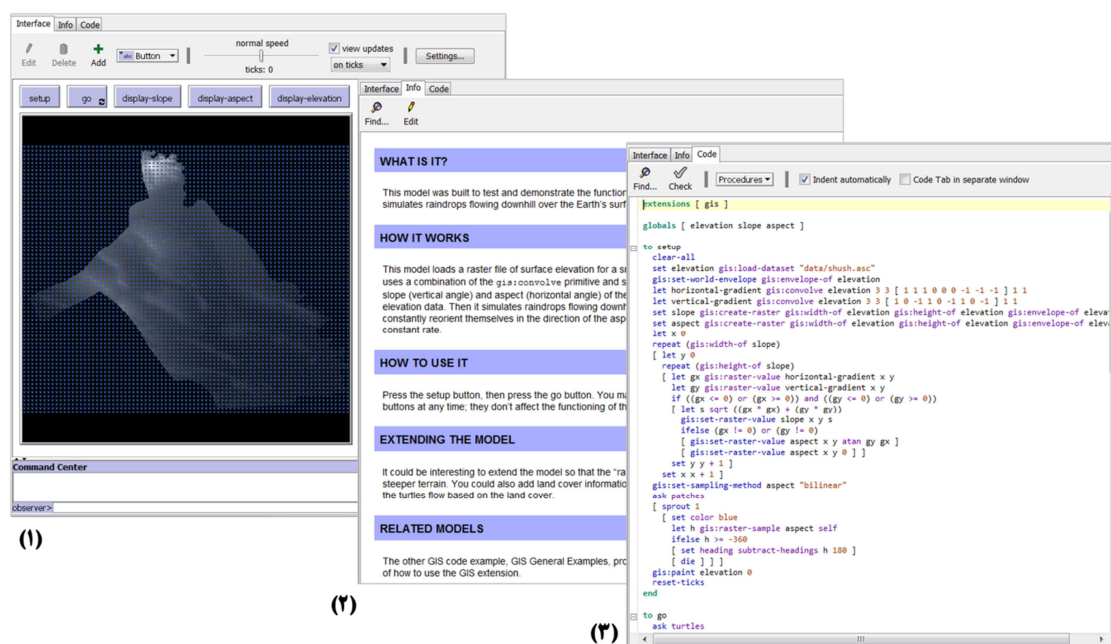 Interface Info Code
Edit Delete Add Button normal speed view updates
ticks: 0 on ticks Settings...
setup go display-slope display-aspect display-elevation
Command Center
observer>
(۱)
Interface Info Code
Find... Edit
WHAT IS IT?
This model was built to test and demonstrate the function
simulates raindrops flowing downhill over the Earth's surf
HOW IT WORKS
This model loads a raster file of surface elevation for a sm
uses a combination of the gis:convolve primitive and s
slope (vertical angle) and aspect (horizontal angle) of the
elevation data. Then it simulates raindrops flowing downh
constantly reorient themselves in the direction of the asp
constant rate.
HOW TO USE IT
Press the setup button, then press the go button. You ma
buttons at any time; they don't affect the functioning of th
EXTENDING THE MODEL
It could be interesting to extend the model so that the "ra
steeper terrain. You could also add land cover informatio
the turtles flow based on the land cover.
RELATED MODELS
The other GIS code example, GIS General Examples, pro
of how to use the GIS extension.
(۲)
Interface Info Code
Find... Check Procedures Indent automatically Code Tab in separate window
extensions [ gis ]
globals [ elevation slope aspect ]
to setup
clear-all
set elevation gis:load-dataset "data/shush.asc"
gis:set-world-envelope gis:envelope-of elevation
let horizontal-gradient gis:convolve elevation 3 3 [ 1 1 1 0 0 0 -1 -1 -1 ] 1 1
let vertical-gradient gis:convolve elevation 3 3 [ 1 0 -1 1 0 -1 1 0 -1 ] 1 1
set slope gis:create-raster gis:width-of elevation gis:height-of elevation gis:envelope-of elevat
set aspect gis:create-raster gis:width-of elevation gis:height-of elevation gis:envelope-of eleva
let x 0
repeat (gis:width-of slope)
[ let y 0
repeat (gis:height-of slope)
[ let gx gis:raster-value horizontal-gradient x y
let gy gis:raster-value vertical-gradient x y
if ((gx <= 0) or (gx >= 0)) and ((gy <= 0) or (gy >= 0))
[ let s sqrt ((gx * gx) + (gy * gy))
gis:set-raster-value slope x y s
ifelse (gx != 0) or (gy != 0)
[ gis:set-raster-value aspect x y atan gy gx ]
[ gis:set-raster-value aspect x y 0 ] ]
set y y + 1 ]
set x x + 1 ]
gis:set-sampling-method aspect "bilinear"
ask patches
[ sprout 1
[ set color blue
let h gis:raster-sample aspect self
ifelse h >= -360
[ set heading subtract-headings h 180 ]
[ die ] ] ]
gis:paint elevation 0
reset-ticks
end
to go
ask turtles
(۳)